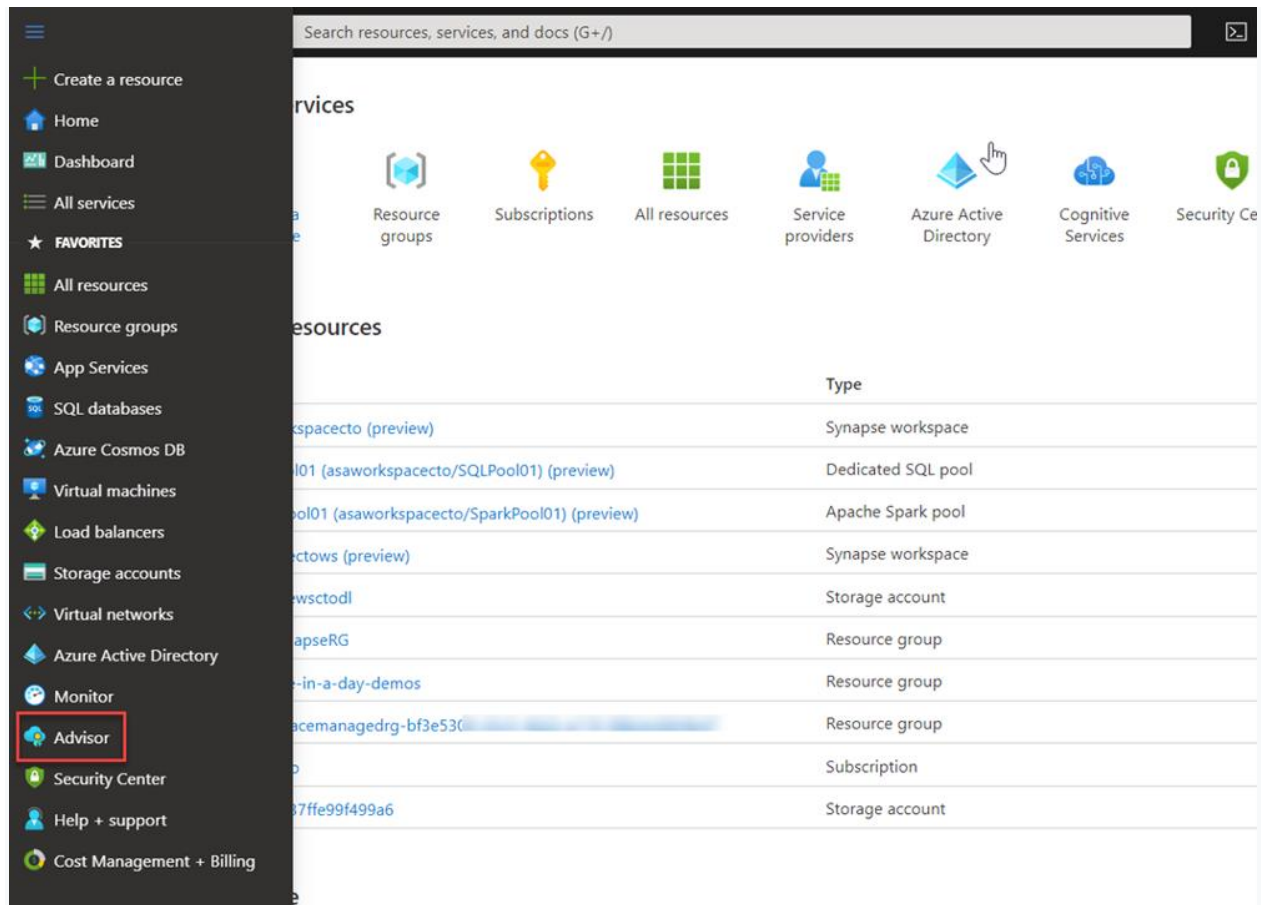 Search resources, services, and docs (G+/)
Create a resource
Home
Dashboard
All services
FAVORITES
All resources
Resource groups
App Services
SQL databases
Azure Cosmos DB
Virtual machines
Load balancers
Storage accounts
Virtual networks
Azure Active Directory
Monitor
Advisor
Security Center
Help + support
Cost Management + Billing
rvices
a
e
Resource
groups
Subscriptions
All resources
Service
providers
Azure Active
Directory
Cognitive
Services
Security Ce
esources
Type
kspacecto (preview) Synapse workspace
l01 (asaworkspacecto/SQLPool01) (preview) Dedicated SQL pool
ool01 (asaworkspacecto/SparkPool01) (preview) Apache Spark pool
ectows (preview) Synapse workspace
ewsctodl Storage account
apseRG Resource group
e-in-a-day-demos Resource group
acemanagedrg-bf3e530 Resource group
Subscription
37ffe99f499a6 Storage account